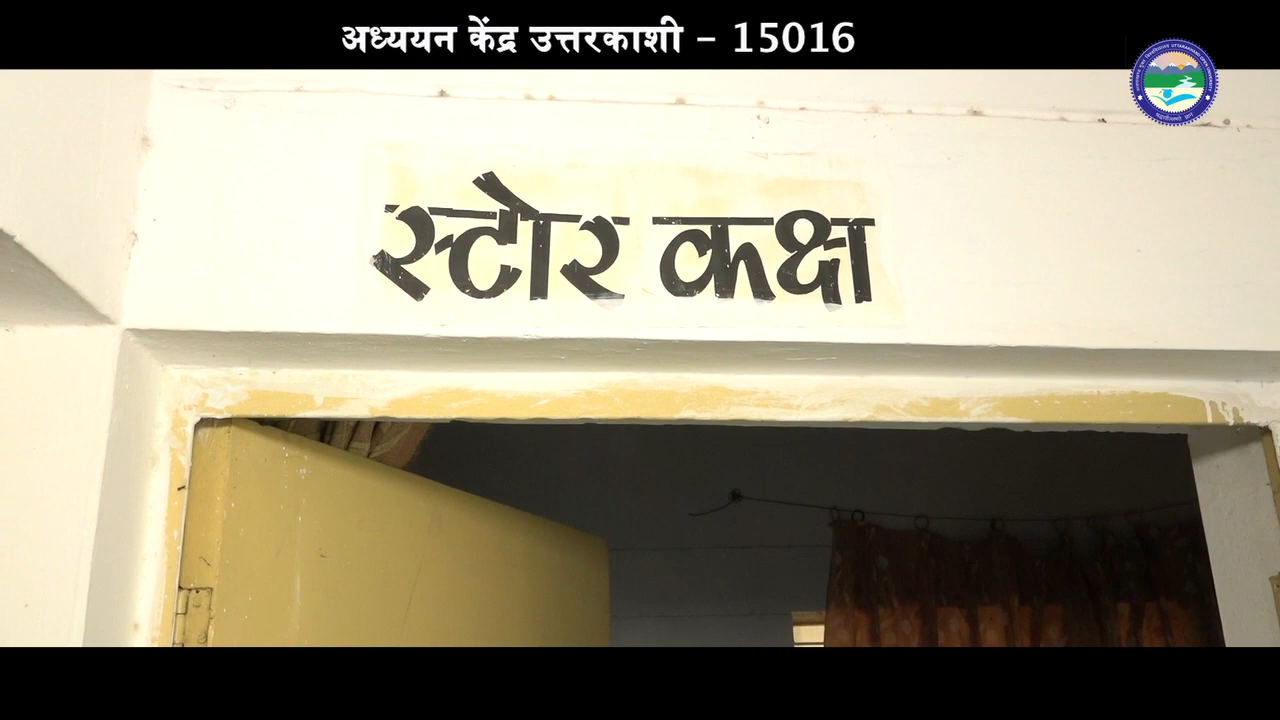 अध्ययन केंद्र उत्तरकाशी - 15016
स्टोर कक्ष